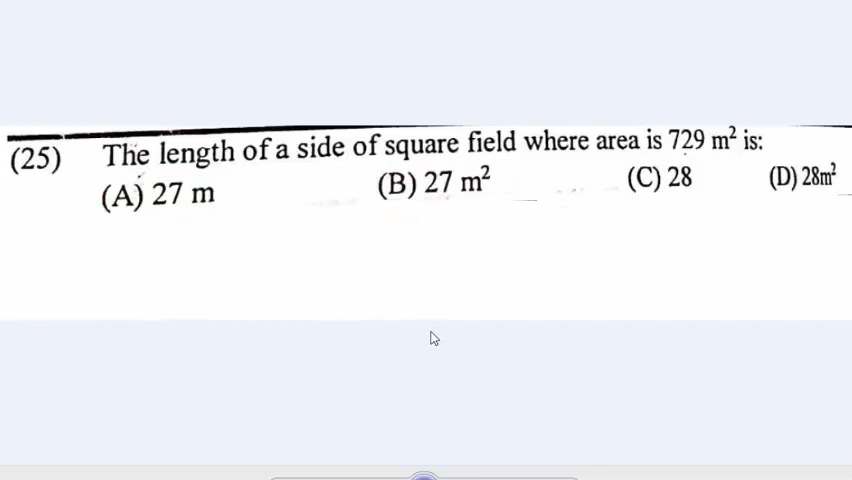 (25) The length of a side of square field where area is 729 m² is:
(A) 27 m (B) 27 m² (C) 28 (D) 28m²